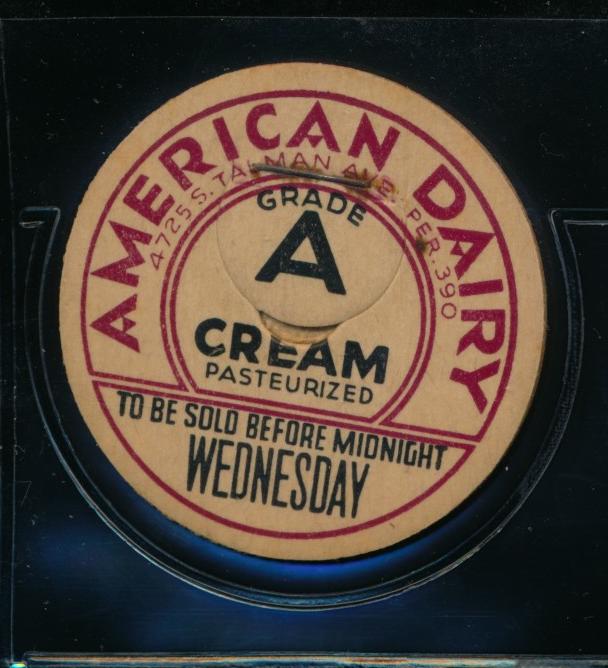 AMERICAN DAIRY
4725 S. TALMAN AVE. PER. 390
GRADE
A
CREAM
PASTEURIZED
TO BE SOLD BEFORE MIDNIGHT
WEDNESDAY